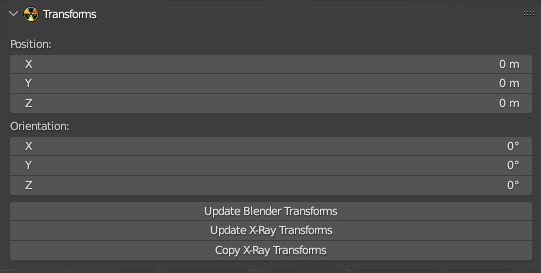 Transforms
Position:
X 0 m
Y 0 m
Z 0 m
Orientation:
X 0°
Y 0°
Z 0°
Update Blender Transforms
Update X-Ray Transforms
Copy X-Ray Transforms